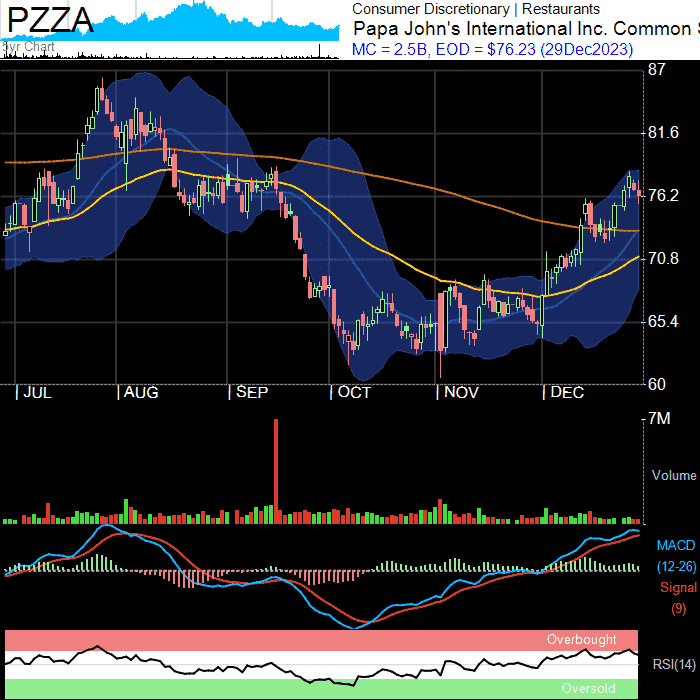 PZZA
5yr Chart
Consumer Discretionary | Restaurants
Papa John's International Inc. Common S
MC = 2.5B, EOD = $76.23 (29Dec2023)
87
81.6
76.2
70.8
65.4
60
| JUL | AUG | SEP | OCT | NOV | DEC
7M
Volume
MACD
(12-26)
Signal
(9)
Overbought
RSI(14)
Oversold